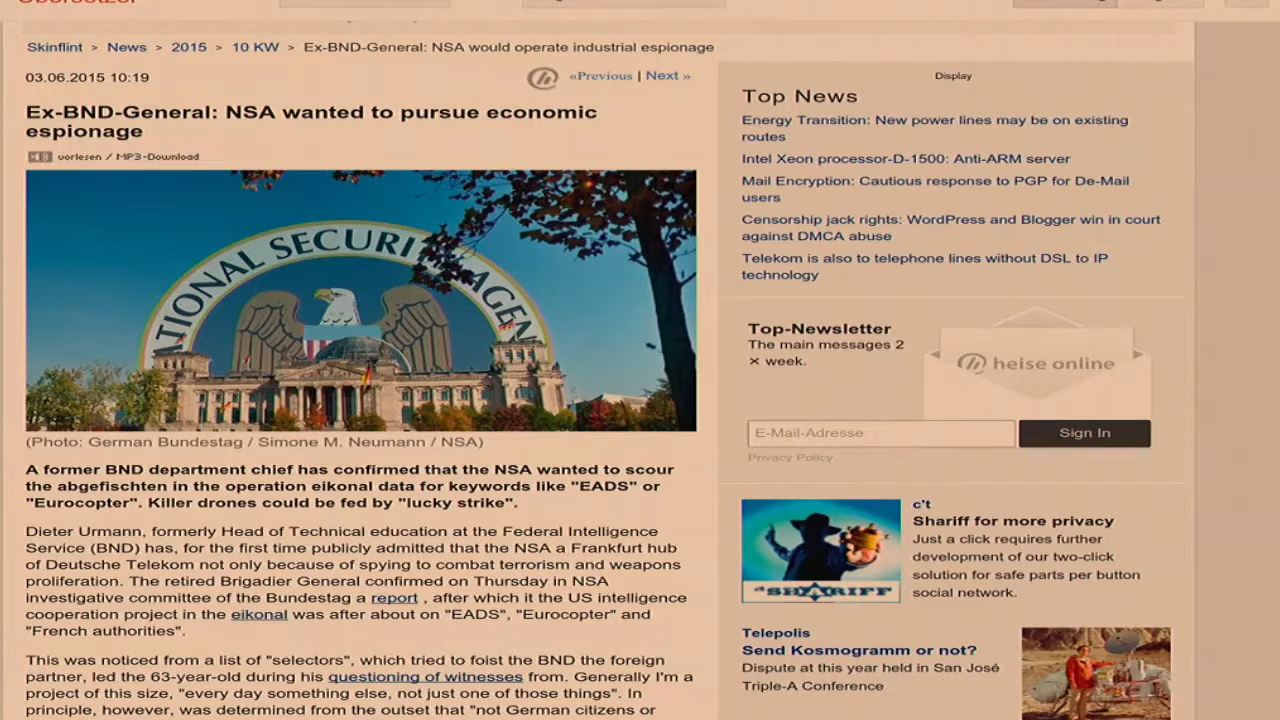 Skinflint > News > 2015 > 10 KW > Ex-BND-General: NSA would operate industrial espionage
03.06.2015 10:19
«Previous | Next »
Ex-BND-General: NSA wanted to pursue economic
espionage
vorlesen / MP3-Download
NATIONAL SECURITY AGEN
(Photo: German Bundestag / Simone M. Neumann / NSA)
A former BND department chief has confirmed that the NSA wanted to scour
the abgefischten in the operation eikonal data for keywords like "EADS" or
"Eurocopter". Killer drones could be fed by "lucky strike".
Dieter Urmann, formerly Head of Technical education at the Federal Intelligence
Service (BND) has, for the first time publicly admitted that the NSA a Frankfurt hub
of Deutsche Telekom not only because of spying to combat terrorism and weapons
proliferation. The retired Brigadier General confirmed on Thursday in NSA
investigative committee of the Bundestag a report , after which it the US intelligence
cooperation project in the eikonal was after about on "EADS", "Eurocopter" and
"French authorities".
This was noticed from a list of "selectors", which tried to foist the BND the foreign
partner, led the 63-year-old during his questioning of witnesses from. Generally I'm a
project of this size, "every day something else, not just one of those things". In
principle, however, was determined from the outset that "not German citizens or
Display
Top News
Energy Transition: New power lines may be on existing
routes
Intel Xeon processor-D-1500: Anti-ARM server
Mail Encryption: Cautious response to PGP for De-Mail
users
Censorship jack rights: WordPress and Blogger win in court
against DMCA abuse
Telekom is also to telephone lines without DSL to IP
technology
Top-Newsletter
The main messages 2
× week.
heise online
E-Mail-Adresse
Sign In
Privacy Policy
c't
Shariff for more privacy
Just a click requires further
development of our two-click
solution for safe parts per button
social network.
SHARIFF
Telepolis
Send Kosmogramm or not?
Dispute at this year held in San José
Triple-A Conference